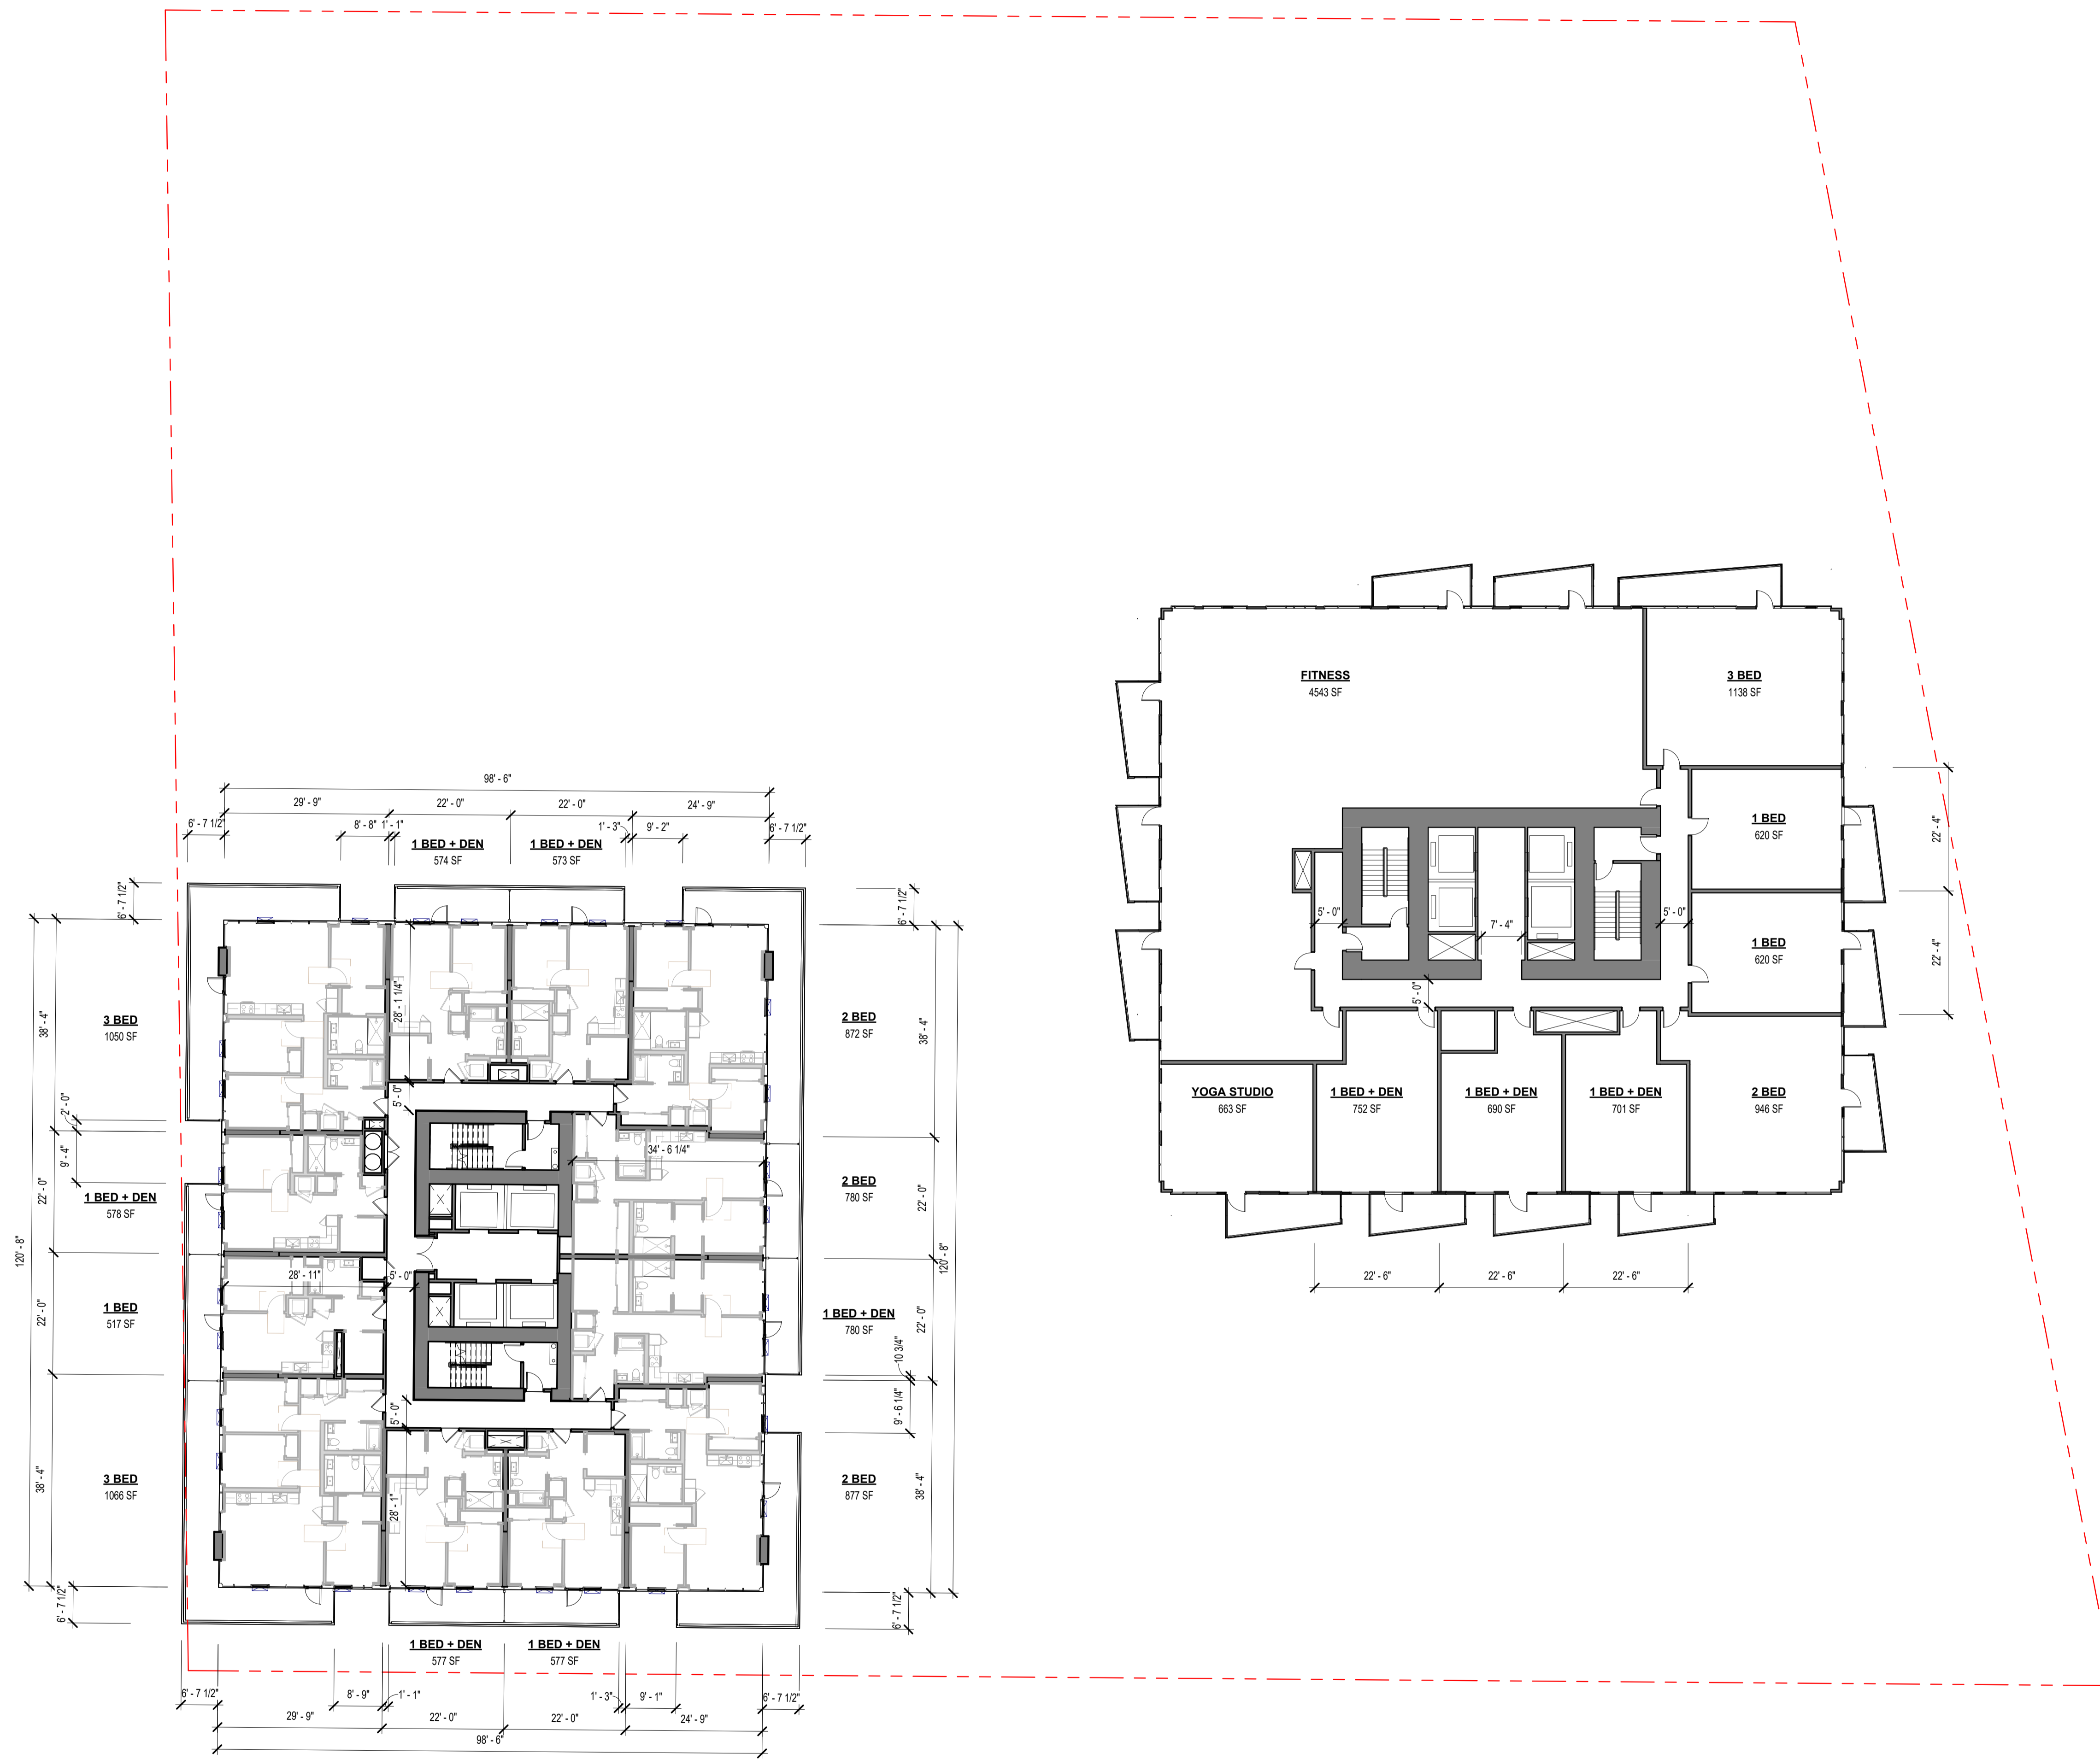 FITNESS
4543 SF
3 BED
1138 SF
1 BED
620 SF
22' - 4"
1 BED
620 SF
22' - 4"
5' - 0"
7' - 4"
5' - 0"
5' - 0"
YOGA STUDIO
663 SF
1 BED + DEN
752 SF
1 BED + DEN
690 SF
1 BED + DEN
701 SF
2 BED
946 SF
22' - 6"
22' - 6"
22' - 6"
98' - 6"
29' - 9"
22' - 0"
22' - 0"
24' - 9"
6' - 7 1/2"
8' - 8"
1' - 1"
1' - 3"
9' - 2"
6' - 7 1/2"
1 BED + DEN
574 SF
1 BED + DEN
573 SF
6' - 7 1/2"
6' - 7 1/2"
28' - 1 1/4"
3 BED
1050 SF
38' - 4"
2 BED
872 SF
38' - 4"
2' - 0"
5' - 0"
9' - 4"
34' - 6 1/4"
1 BED + DEN
578 SF
22' - 0"
2 BED
780 SF
22' - 0"
120' - 8"
120' - 8"
28' - 11"
5' - 0"
1 BED
517 SF
22' - 0"
1 BED + DEN
780 SF
22' - 0"
10 3/4"
9' - 6 1/4"
5' - 0"
3 BED
1066 SF
38' - 4"
28' - 1"
2 BED
877 SF
38' - 4"
6' - 7 1/2"
6' - 7 1/2"
1 BED + DEN
577 SF
1 BED + DEN
577 SF
6' - 7 1/2"
8' - 9"
1' - 1"
1' - 3"
9' - 1"
6' - 7 1/2"
29' - 9"
22' - 0"
22' - 0"
24' - 9"
98' - 6"